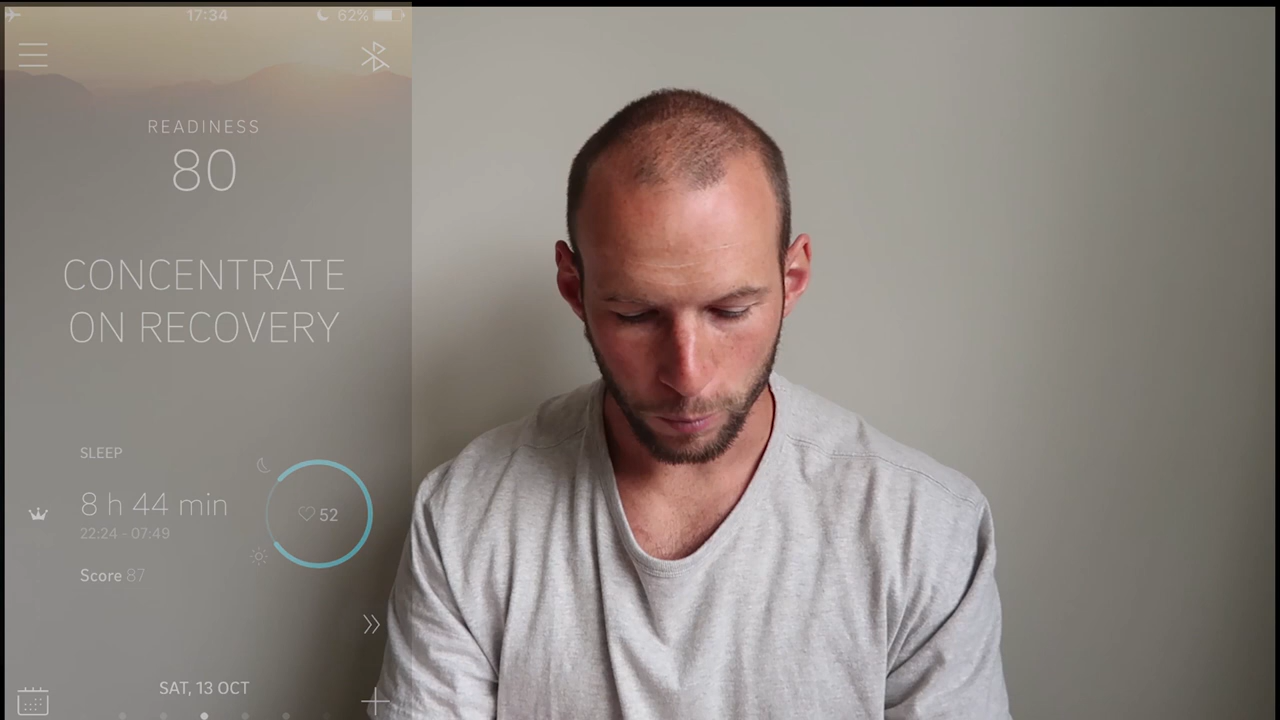 17:34
62%
READINESS
80
CONCENTRATE
ON RECOVERY
SLEEP
8 h 44 min
22:24 - 07:49
52
Score 87
SAT, 13 OCT